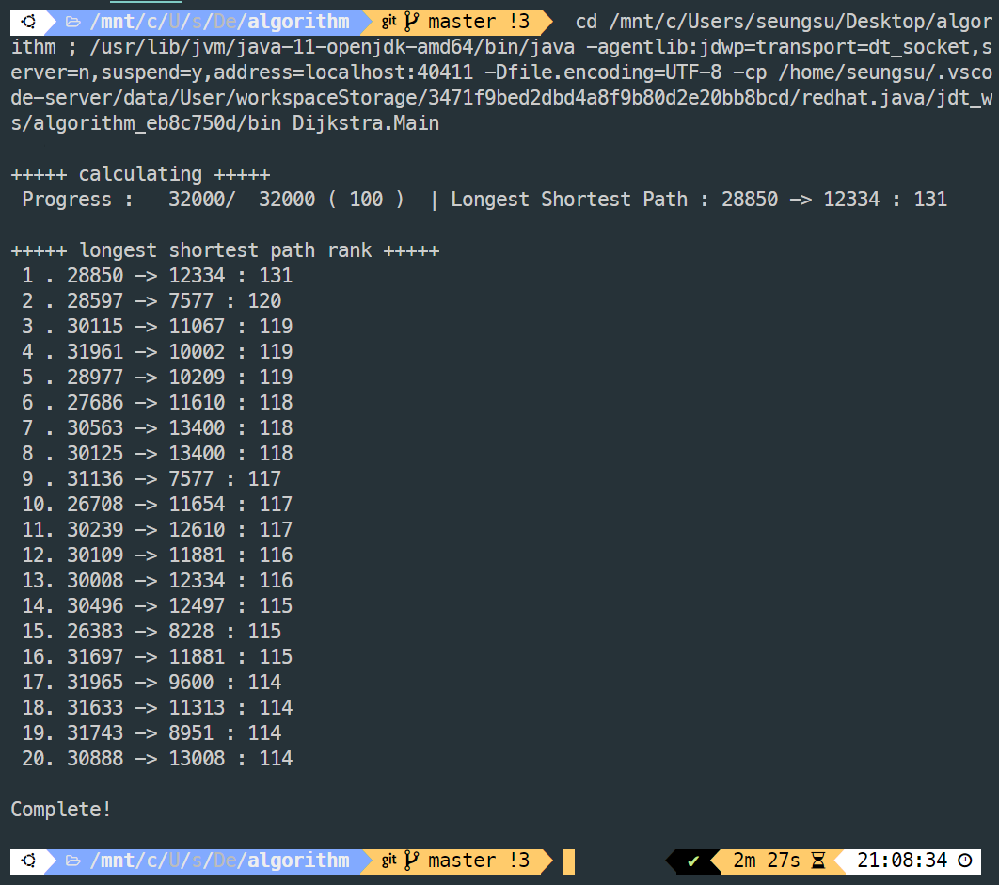 /mnt/c/U/s/De/algorithm git master !3 cd /mnt/c/Users/seungsu/Desktop/algor
ithm ; /usr/lib/jvm/java-11-openjdk-amd64/bin/java -agentlib:jdwp=transport=dt_socket,s
erver=n,suspend=y,address=localhost:40411 -Dfile.encoding=UTF-8 -cp /home/seungsu/.vsco
de-server/data/User/workspaceStorage/3471f9bed2dbd4a8f9b80d2e20bb8bcd/redhat.java/jdt_w
s/algorithm_eb8c750d/bin Dijkstra.Main
+++++ calculating +++++
Progress :   32000/  32000 ( 100 )  | Longest Shortest Path : 28850 -> 12334 : 131
+++++ longest shortest path rank +++++
1 . 28850 -> 12334 : 131
2 . 28597 -> 7577 : 120
3 . 30115 -> 11067 : 119
4 . 31961 -> 10002 : 119
5 . 28977 -> 10209 : 119
6 . 27686 -> 11610 : 118
7 . 30563 -> 13400 : 118
8 . 30125 -> 13400 : 118
9 . 31136 -> 7577 : 117
10. 26708 -> 11654 : 117
11. 30239 -> 12610 : 117
12. 30109 -> 11881 : 116
13. 30008 -> 12334 : 116
14. 30496 -> 12497 : 115
15. 26383 -> 8228 : 115
16. 31697 -> 11881 : 115
17. 31965 -> 9600 : 114
18. 31633 -> 11313 : 114
19. 31743 -> 8951 : 114
20. 30888 -> 13008 : 114
Complete!
/mnt/c/U/s/De/algorithm git master !3 ✔ 2m 27s 21:08:34